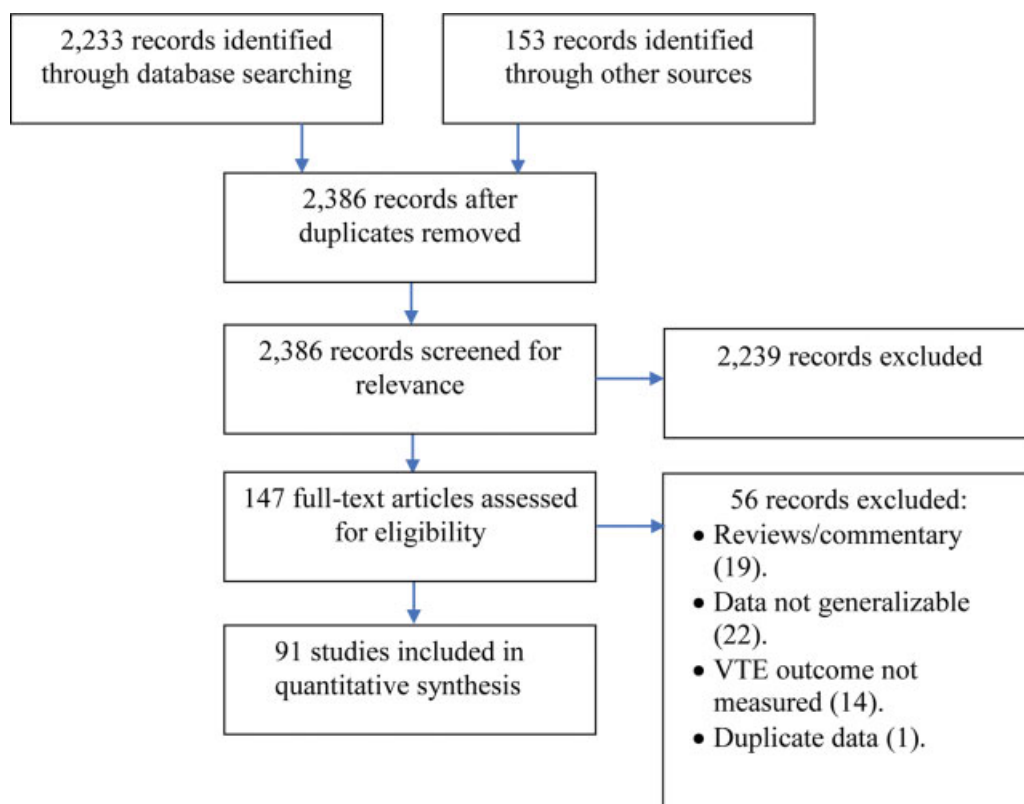 2,233 records identified
through database searching
153 records identified
through other sources
2,386 records after
duplicates removed
2,386 records screened for
relevance
2,239 records excluded
147 full-text articles assessed
for eligibility
56 records excluded:
• Reviews/commentary
(19).
• Data not generalizable
(22).
• VTE outcome not
measured (14).
• Duplicate data (1).
91 studies included in
quantitative synthesis